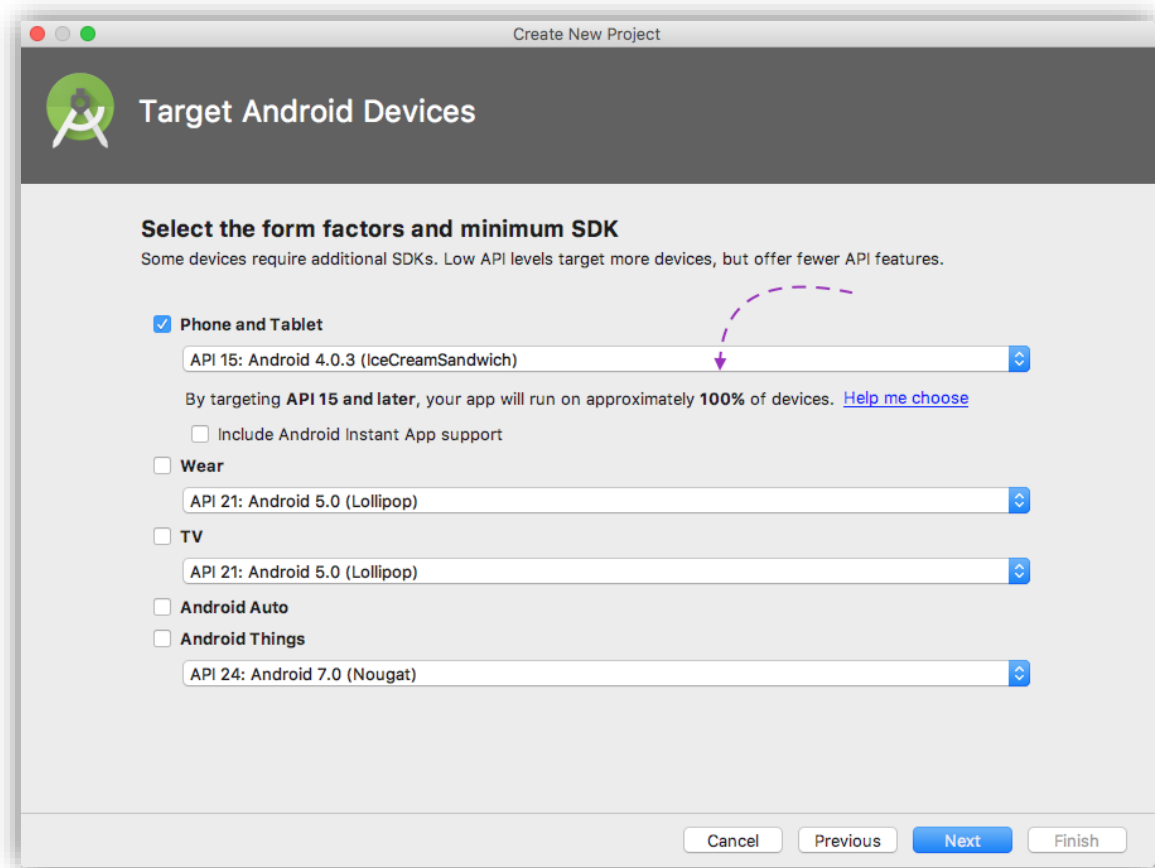 Create New Project
Target Android Devices
Select the form factors and minimum SDK
Some devices require additional SDKs. Low API levels target more devices, but offer fewer API features.
Phone and Tablet
API 15: Android 4.0.3 (IceCreamSandwich)
By targeting API 15 and later, your app will run on approximately 100% of devices. Help me choose
Include Android Instant App support
Wear
API 21: Android 5.0 (Lollipop)
TV
API 21: Android 5.0 (Lollipop)
Android Auto
Android Things
API 24: Android 7.0 (Nougat)
Cancel Previous Next Finish